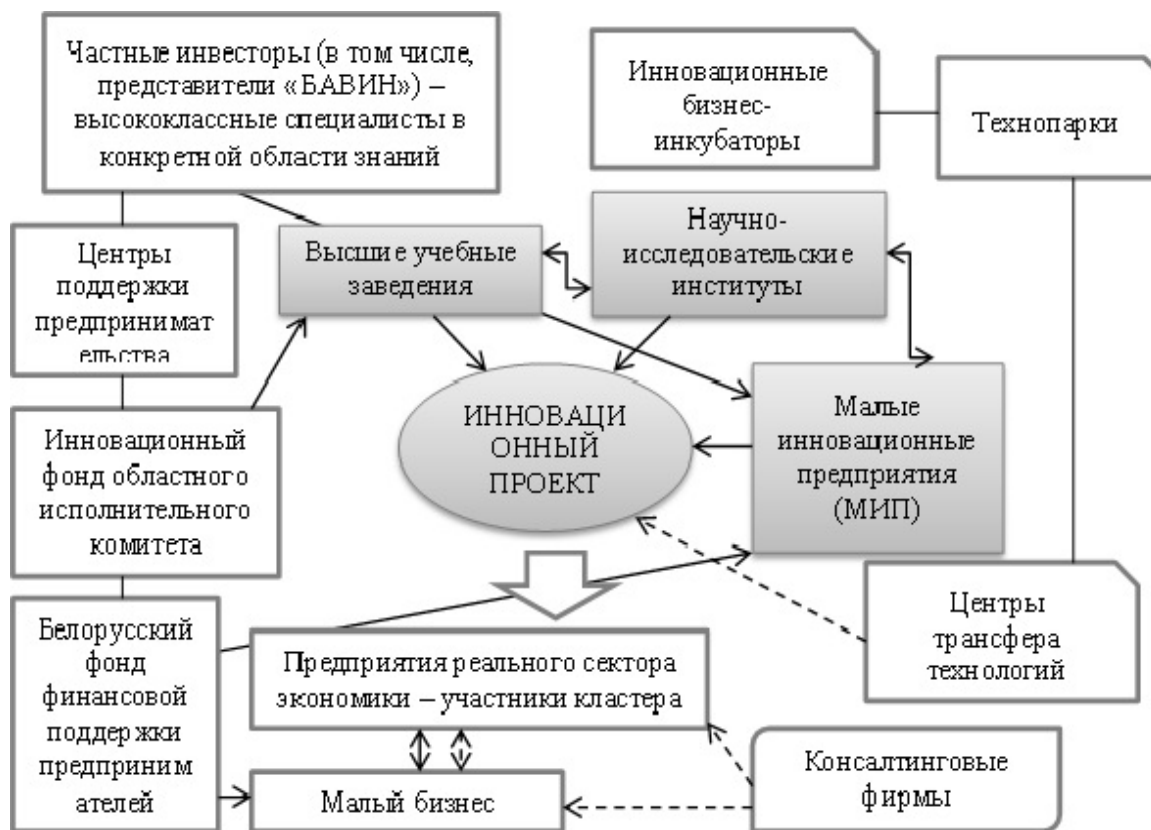 Частные инвесторы (в том числе,
представители «БАВИН») –
высококлассные специалисты в
конкретной области знаний
Инновационные
бизнес-
инкубаторы
Технопарки
Центры
поддержки
предпринимат
ельства
Высшие учебные
заведения
Научно-
исследовательские
институты
Инновационный
фонд областного
исполнительного
комитета
ИННОВАЦИ
ОННЫЙ
ПРОЕКТ
Малые
инновационные
предприятия
(МИП)
Белорусский
фонд
финансовой
поддержки
предприним
ателей
Предприятия реального сектора
экономики – участники кластера
Центры
трансфера
технологий
Малый бизнес
Консалтинговые
фирмы